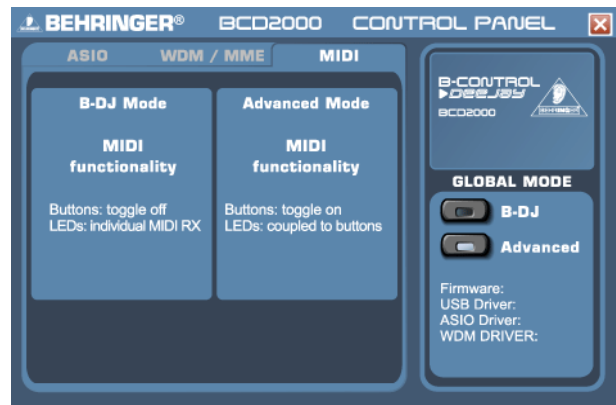 BEHRINGER® BCD2000 CONTROL PANEL
ASIO WDM / MME MIDI
B-DJ Mode
MIDI
functionality
Buttons: toggle off
LEDs: individual MIDI RX
Advanced Mode
MIDI
functionality
Buttons: toggle on
LEDs: coupled to buttons
B-CONTROL
DEEJAY
BCD2000
BEHRINGER
GLOBAL MODE
B-DJ
Advanced
Firmware:
USB Driver:
ASIO Driver:
WDM DRIVER: